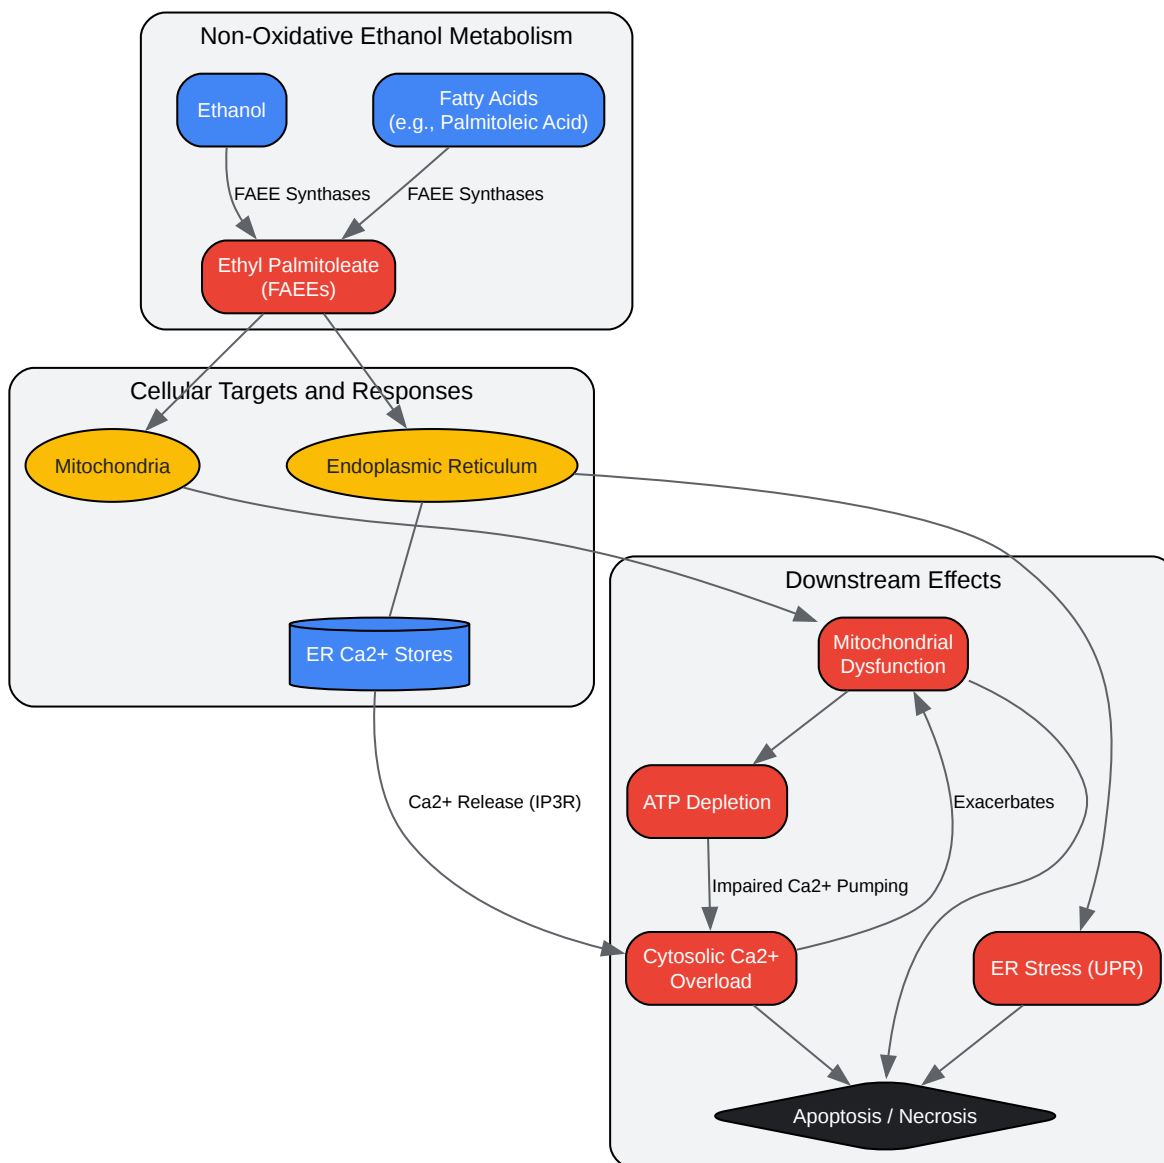 Non-Oxidative Ethanol Metabolism
Ethanol
Fatty Acids
(e.g., Palmitoleic Acid)
FAEE Synthases
FAEE Synthases
Ethyl Palmitoleate
(FAEEs)
Cellular Targets and Responses
Mitochondria
Endoplasmic Reticulum
ER Ca2+ Stores
Downstream Effects
Mitochondrial
Dysfunction
ATP Depletion
Ca2+ Release (IP3R)
Exacerbates
Impaired Ca2+ Pumping
Cytosolic Ca2+
Overload
ER Stress (UPR)
Apoptosis / Necrosis